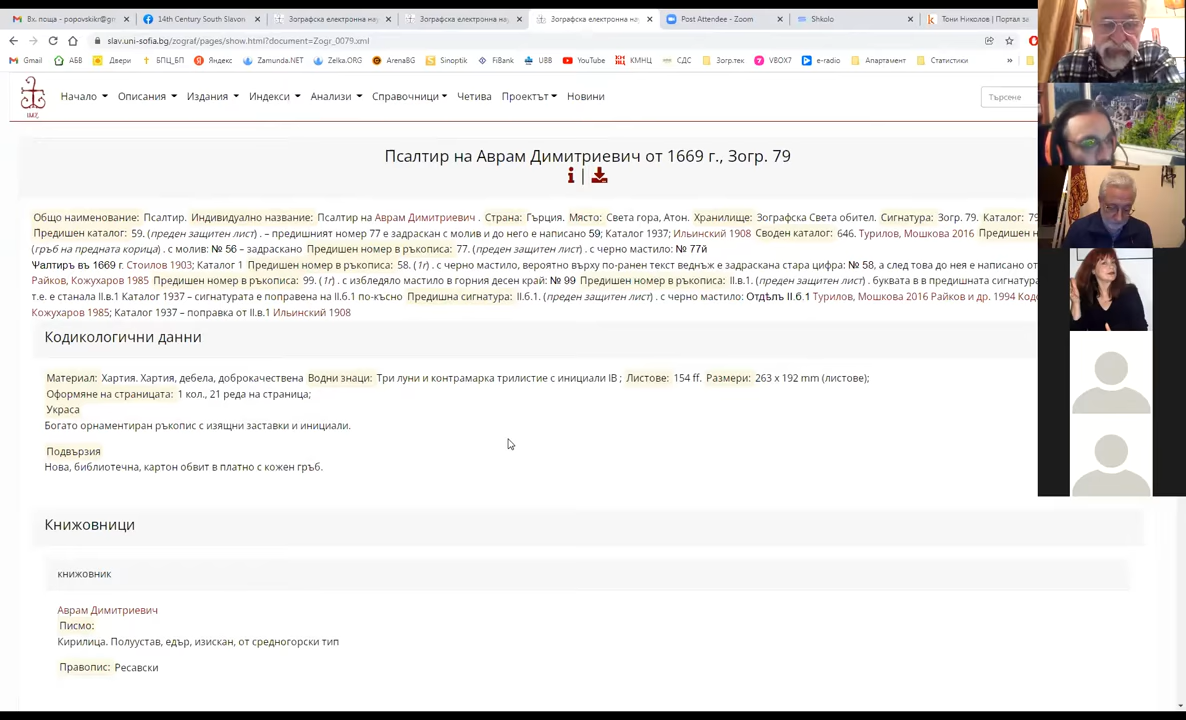 Вх. поща - popovskikr@gm
14th Century South Slavon
Зографска електронна на
Зографска електронна на
Зографска електронна на
Post Attendee - Zoom
Shkolo
Тони Николов | Портал за
slav.uni-sofia.bg/zograf/pages/show.html?document=Zogr_0079.xml
Gmail АБВ Двери БПЦ_БП Яндекс Zamunda.NET Zelka.ORG ArenaBG Sinoptik FiBank UBB YouTube КМНЦ СДС Зогр.тек VBOX7 e-radio Апартамент Статистики »
Начало Описания Издания Индекси Анализи Справочници Четива Проектът Новини Търсене
Псалтир на Аврам Димитриевич от 1669 г., Зогр. 79
Общо наименование: Псалтир. Индивидуално название: Псалтир на Аврам Димитриевич . Страна: Гърция. Място: Света гора, Атон. Хранилище: Зографска Света обител. Сигнатура: Зогр. 79. Каталог: 79
Предишен каталог: 59. (преден защитен лист) . – предишният номер 77 е задраскан с молив и до него е написано 59; Каталог 1937; Ильинский 1908 Своден каталог: 646. Турилов, Мошкова 2016 Предишен н
(гръб на предната корица) . с молив: № 56 – задраскано Предишен номер в ръкописа: 77. (преден защитен лист) . с черно мастило: № 77й
Ѱалтиръ въ 1669 г. Стоилов 1903; Каталог 1 Предишен номер в ръкописа: 58. (1r) . с черно мастило, вероятно върху по-ранен текст веднъж е задраскана стара цифра: № 58, а след това до нея е написано от
Райков, Кожухаров 1985 Предишен номер в ръкописа: 99. (1r) . с избледяло мастило в горния десен край: № 99 Предишен номер в ръкописа: II.в.1. (преден защитен лист) . буквата в в предишната сигнатура
т.е. е станала II.в.1 Каталог 1937 – сигнатурата е поправена на II.6.1 по-късно Предишна сигнатура: II.б.1. (преден защитен лист) . с черно мастило: Отдѣлъ II.б.1 Турилов, Мошкова 2016 Райков и др. 1994 Код
Кожухаров 1985; Каталог 1937 – поправка от II.в.1 Ильинский 1908
Кодикологични данни
Материал: Хартия. Хартия, дебела, доброкачествена Водни знаци: Три луни и контрамарка трилистие с инициали IB ; Листове: 154 ff. Размери: 263 x 192 mm (листове);
Оформяне на страницата: 1 кол., 21 реда на страница;
Украса
Богато орнаментиран ръкопис с изящни заставки и инициали.
Подвързия
Нова, библиотечна, картон обвит в платно с кожен гръб.
Книжовници
книжовник
Аврам Димитриевич
Писмо:
Кирилица. Полуустав, едър, изискан, от средногорски тип
Правопис: Ресавски